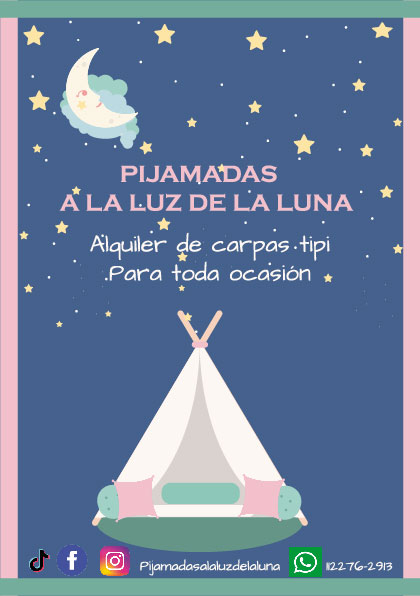 PIJAMADAS
A LA LUZ DE LA LUNA
Alquiler de carpas tipi
Para toda ocasión
Pijamadasalaluzdelaluna
112276-2913